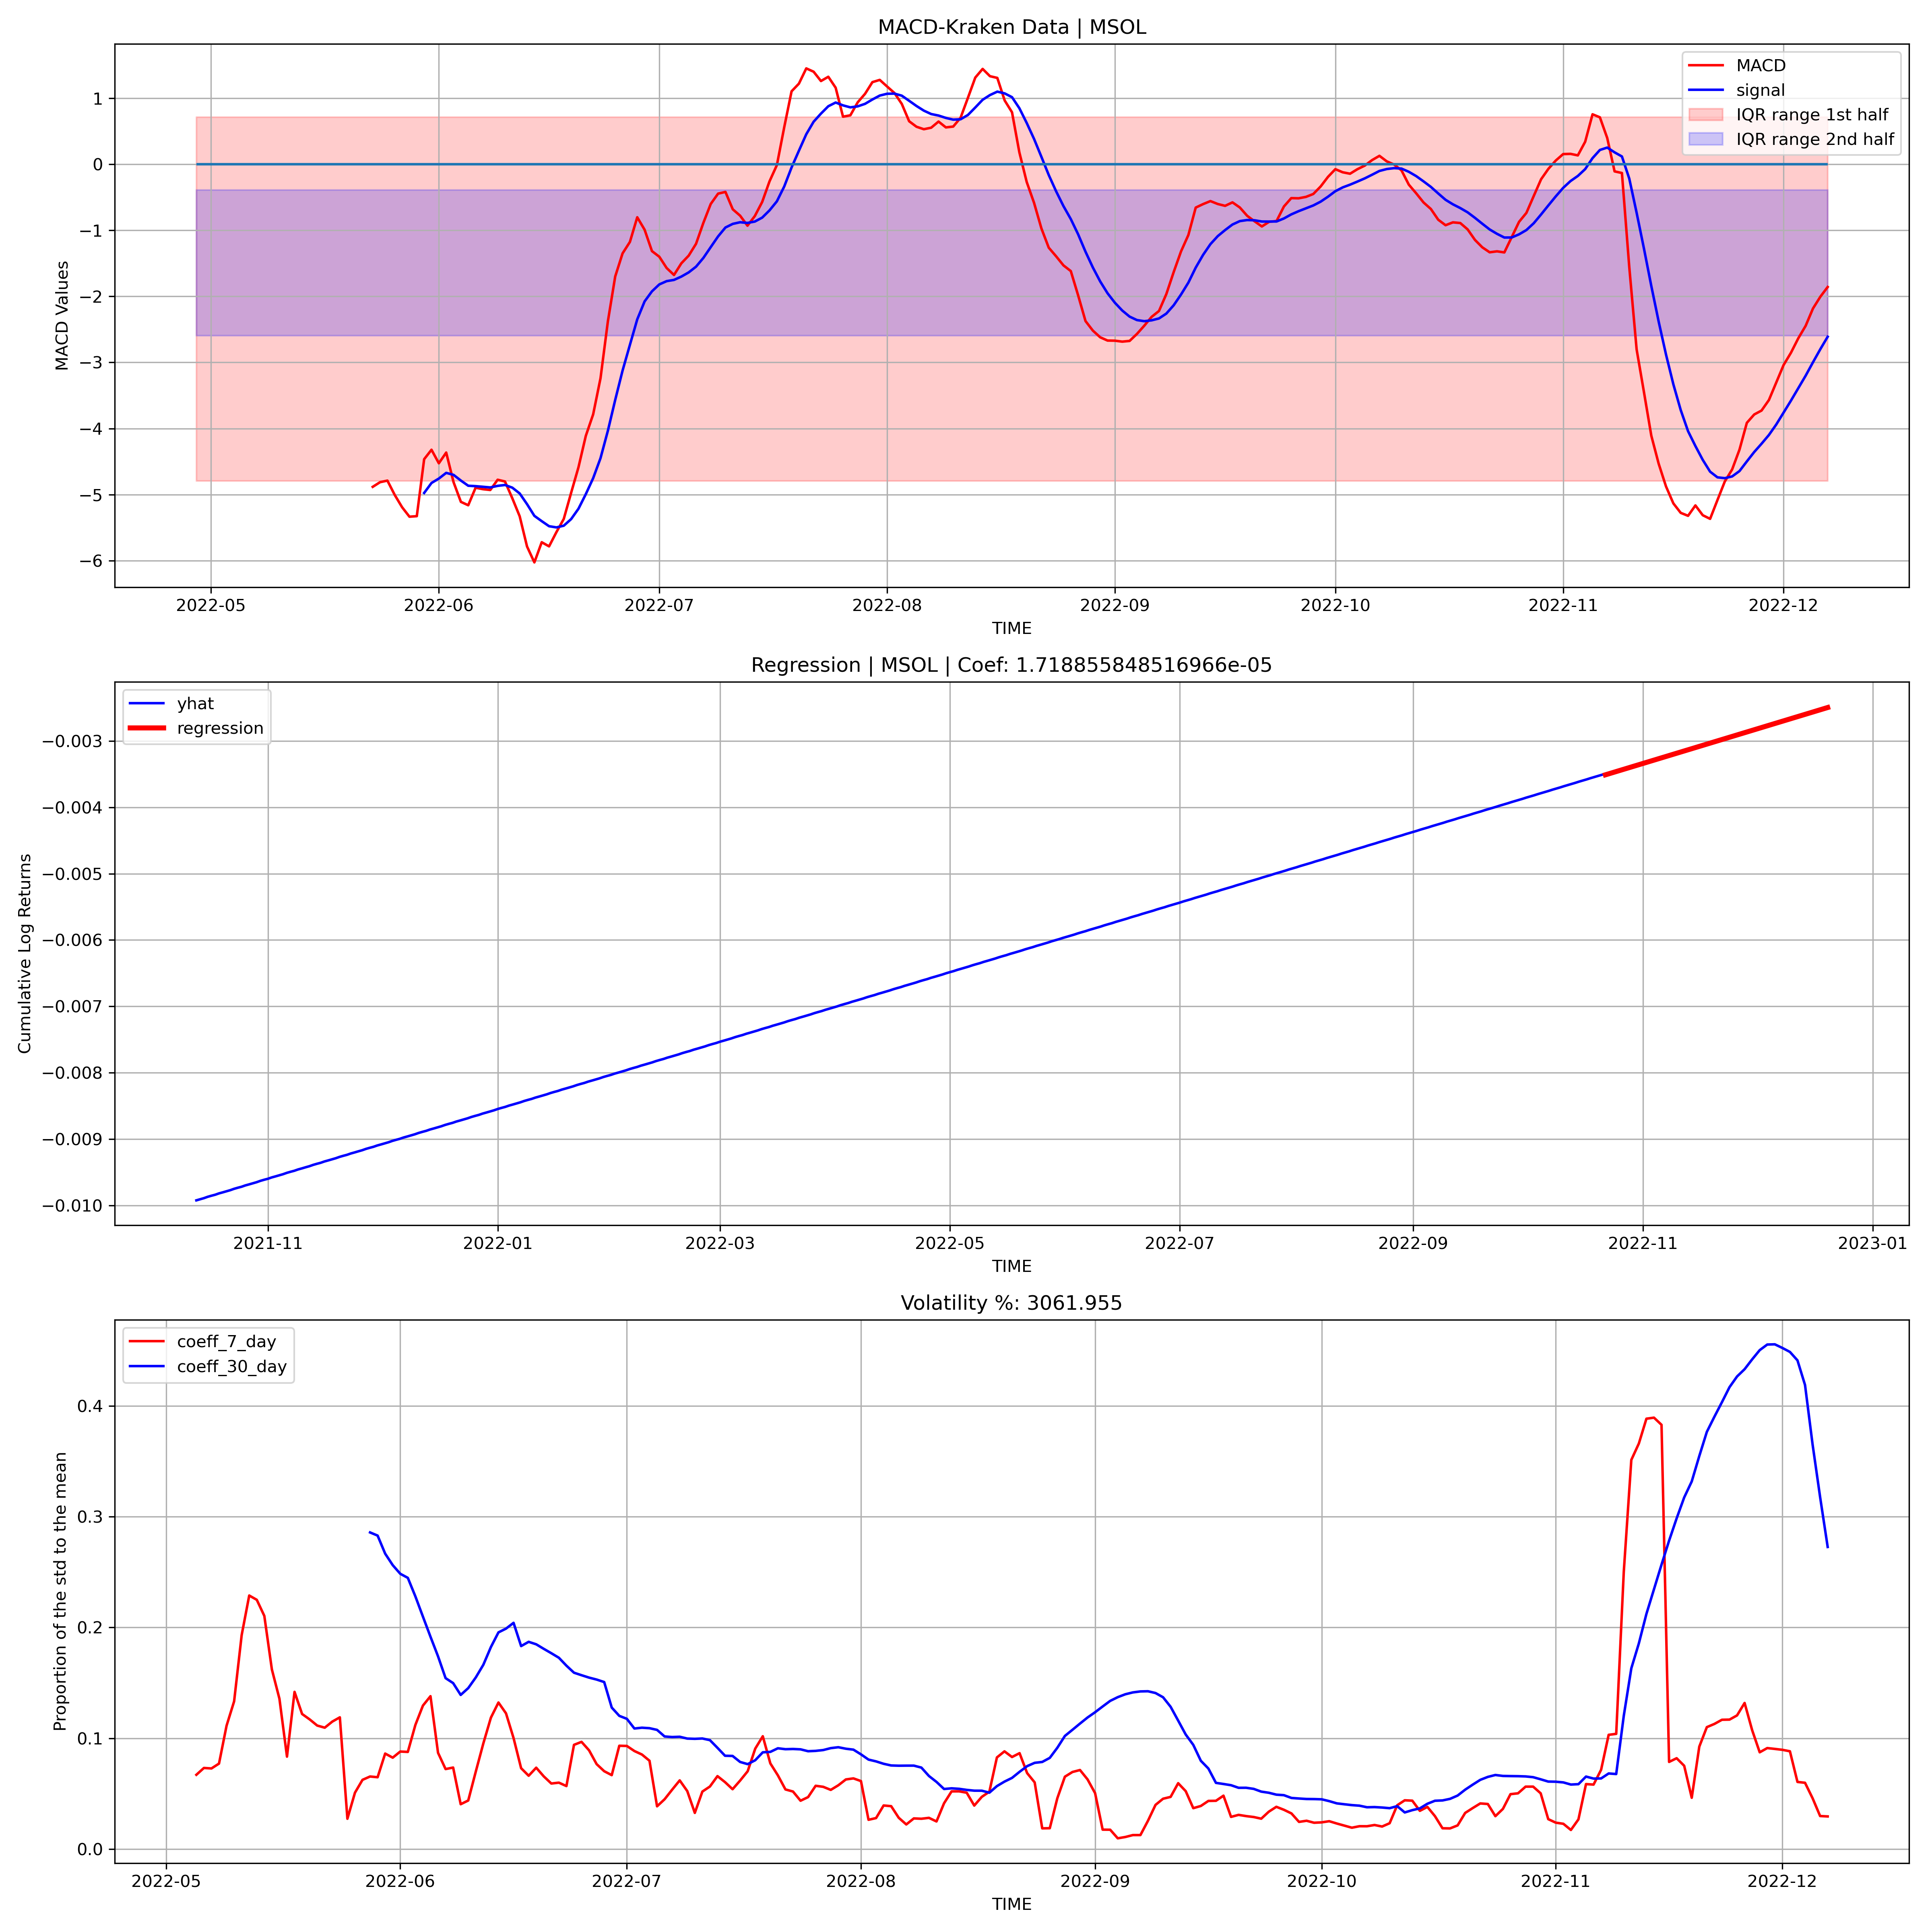 MACD-Kraken Data | MSOL
MACD
signal
IQR range 1st half
IQR range 2nd half
MACD Values
1
0
−1
−2
−3
−4
−5
−6
2022-05 2022-06 2022-07 2022-08 2022-09 2022-10 2022-11 2022-12
TIME
Regression | MSOL | Coef: 1.718855848516966e-05
yhat
regression
Cumulative Log Returns
−0.003
−0.004
−0.005
−0.006
−0.007
−0.008
−0.009
−0.010
2021-11 2022-01 2022-03 2022-05 2022-07 2022-09 2022-11 2023-01
TIME
Volatility %: 3061.955
coeff_7_day
coeff_30_day
Proportion of the std to the mean
0.4
0.3
0.2
0.1
0.0
2022-05 2022-06 2022-07 2022-08 2022-09 2022-10 2022-11 2022-12
TIME